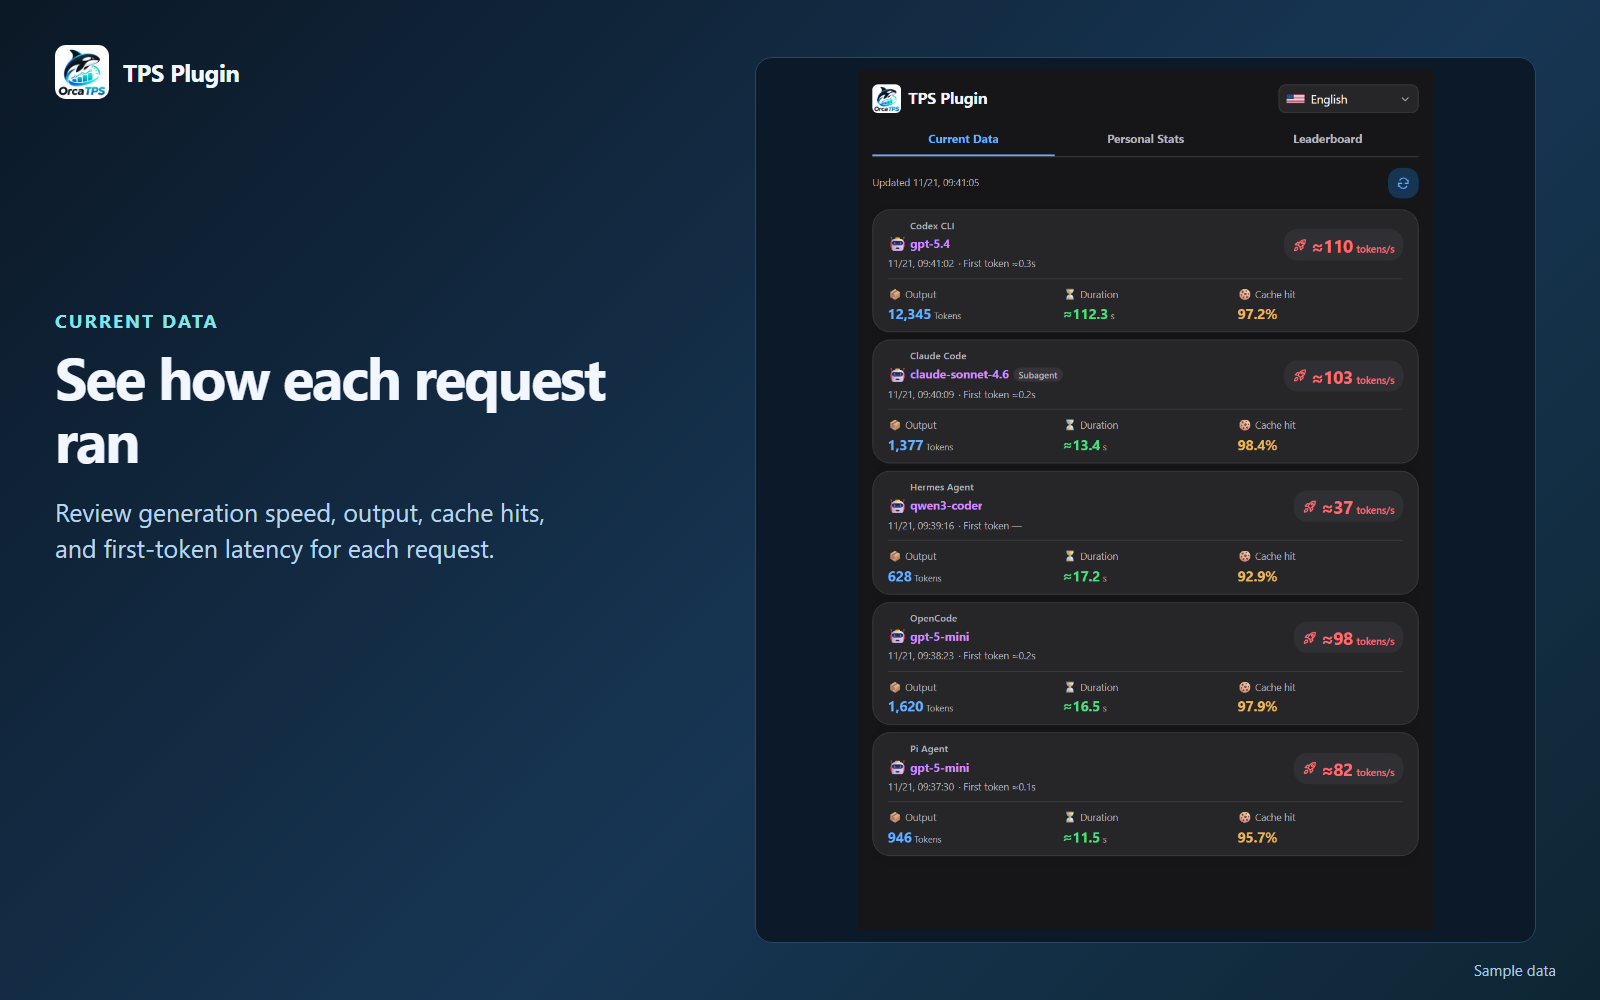 OrcaTPS
TPS Plugin
CURRENT DATA
See how each request
ran
Review generation speed, output, cache hits,
and first-token latency for each request.
OrcaTPS
TPS Plugin
English
Current Data
Personal Stats
Leaderboard
Updated 11/21, 09:41:05
Codex CLI
gpt-5.4
11/21, 09:41:02 · First token ≈0.3s
≈110 tokens/s
Output
Duration
Cache hit
12,345 Tokens
≈112.3 s
97.2%
Claude Code
claude-sonnet-4.6 Subagent
11/21, 09:40:09 · First token ≈0.2s
≈103 tokens/s
Output
Duration
Cache hit
1,377 Tokens
≈13.4 s
98.4%
Hermes Agent
qwen3-coder
11/21, 09:39:16 · First token —
≈37 tokens/s
Output
Duration
Cache hit
628 Tokens
≈17.2 s
92.9%
OpenCode
gpt-5-mini
11/21, 09:38:23 · First token ≈0.2s
≈98 tokens/s
Output
Duration
Cache hit
1,620 Tokens
≈16.5 s
97.9%
Pi Agent
gpt-5-mini
11/21, 09:37:30 · First token ≈0.1s
≈82 tokens/s
Output
Duration
Cache hit
946 Tokens
≈11.5 s
95.7%
Sample data